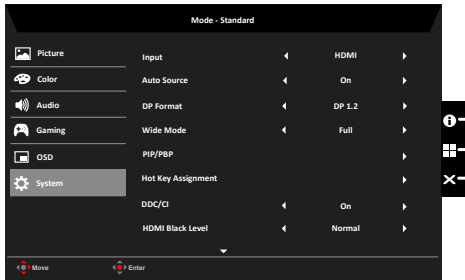 Mode - Standard
Picture
Color
Audio
Gaming
OSD
System
Input HDMI
Auto Source On
DP Format DP 1.2
Wide Mode Full
PIP/PBP
Hot Key Assignment
DDC/CI On
HDMI Black Level Normal
Move Enter